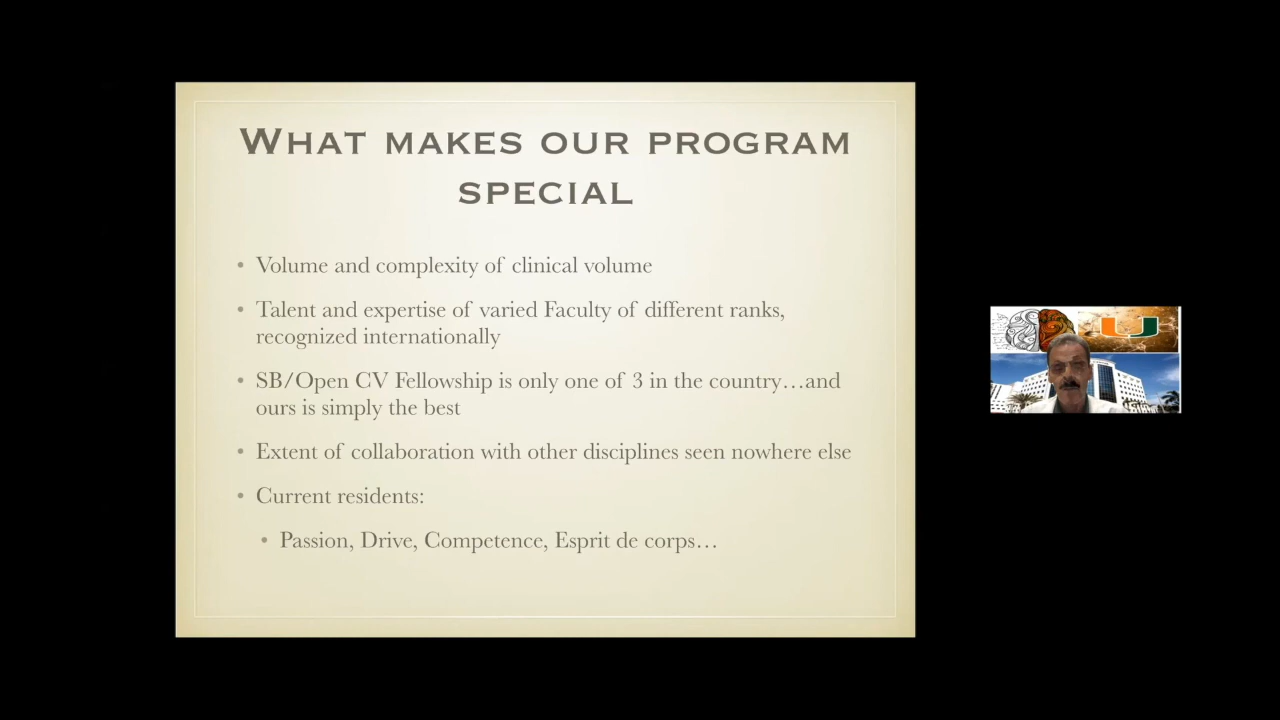 What makes our program
special
• Volume and complexity of clinical volume
• Talent and expertise of varied Faculty of different ranks,
recognized internationally
• SB/Open CV Fellowship is only one of 3 in the country…and
ours is simply the best
• Extent of collaboration with other disciplines seen nowhere else
• Current residents:
• Passion, Drive, Competence, Esprit de corps…